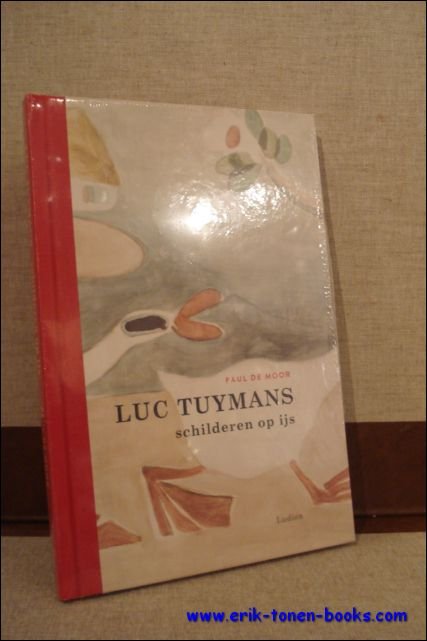 PAUL DE MOOR
LUC TUYMANS
schilderen op ijs
Ludion
www.erik-tonen-books.com